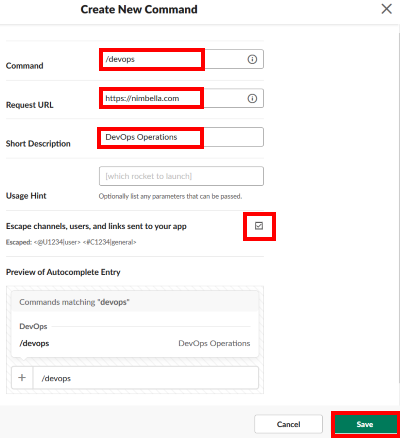 Create New Command
Command
/devops
Request URL
https://nimbella.com
Short Description
DevOps Operations
[which rocket to launch]
Usage Hint
Optionally list any parameters that can be passed.
Escape channels, users, and links sent to your app
Escaped: <@U1234|user> <#C1234|general>
Preview of Autocomplete Entry
Commands matching "devops"
DevOps
/devops DevOps Operations
/devops
Cancel Save